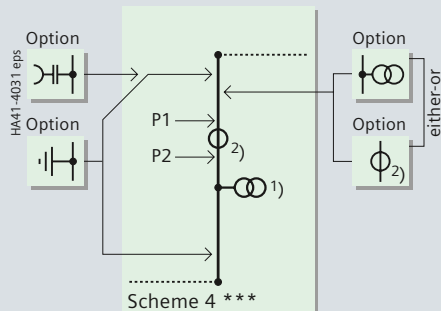 Option
HA41-4031 eps
Option
P1
P2
2)
1)
Scheme 4 ***
Option
Option
2)
either-or